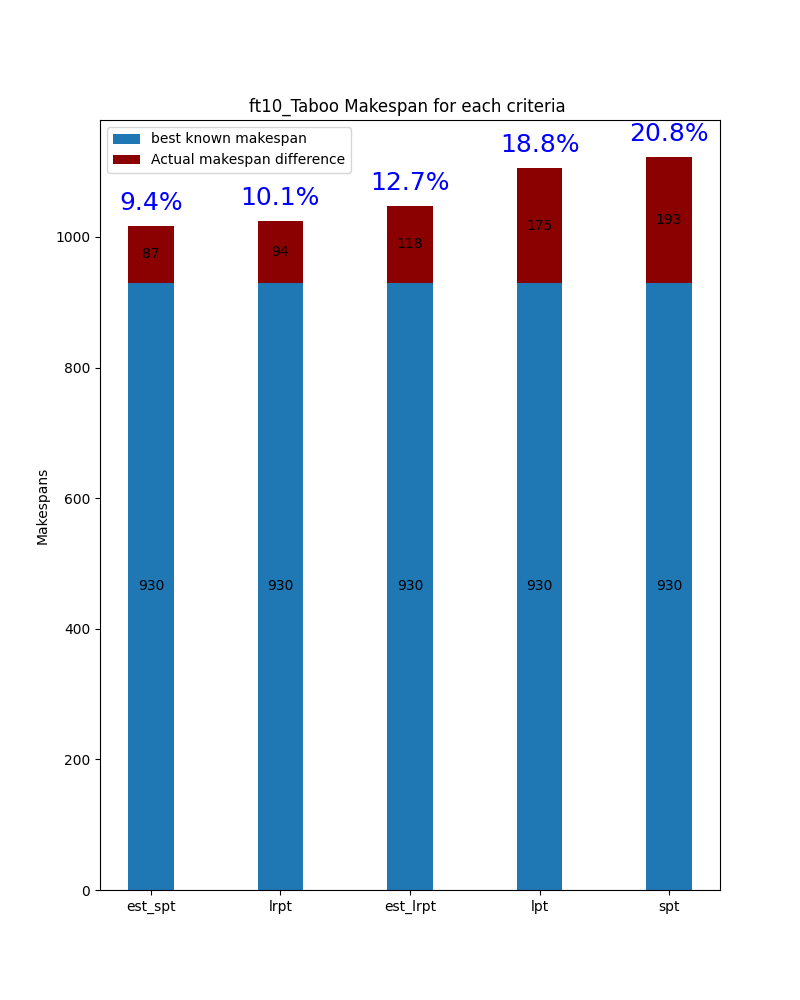 ft10_Taboo Makespan for each criteria
best known makespan
Actual makespan difference
9.4%
10.1%
12.7%
18.8%
20.8%
87
94
118
175
193
930
930
930
930
930
Makespans
1000
800
600
400
200
0
est_spt
lrpt
est_lrpt
lpt
spt